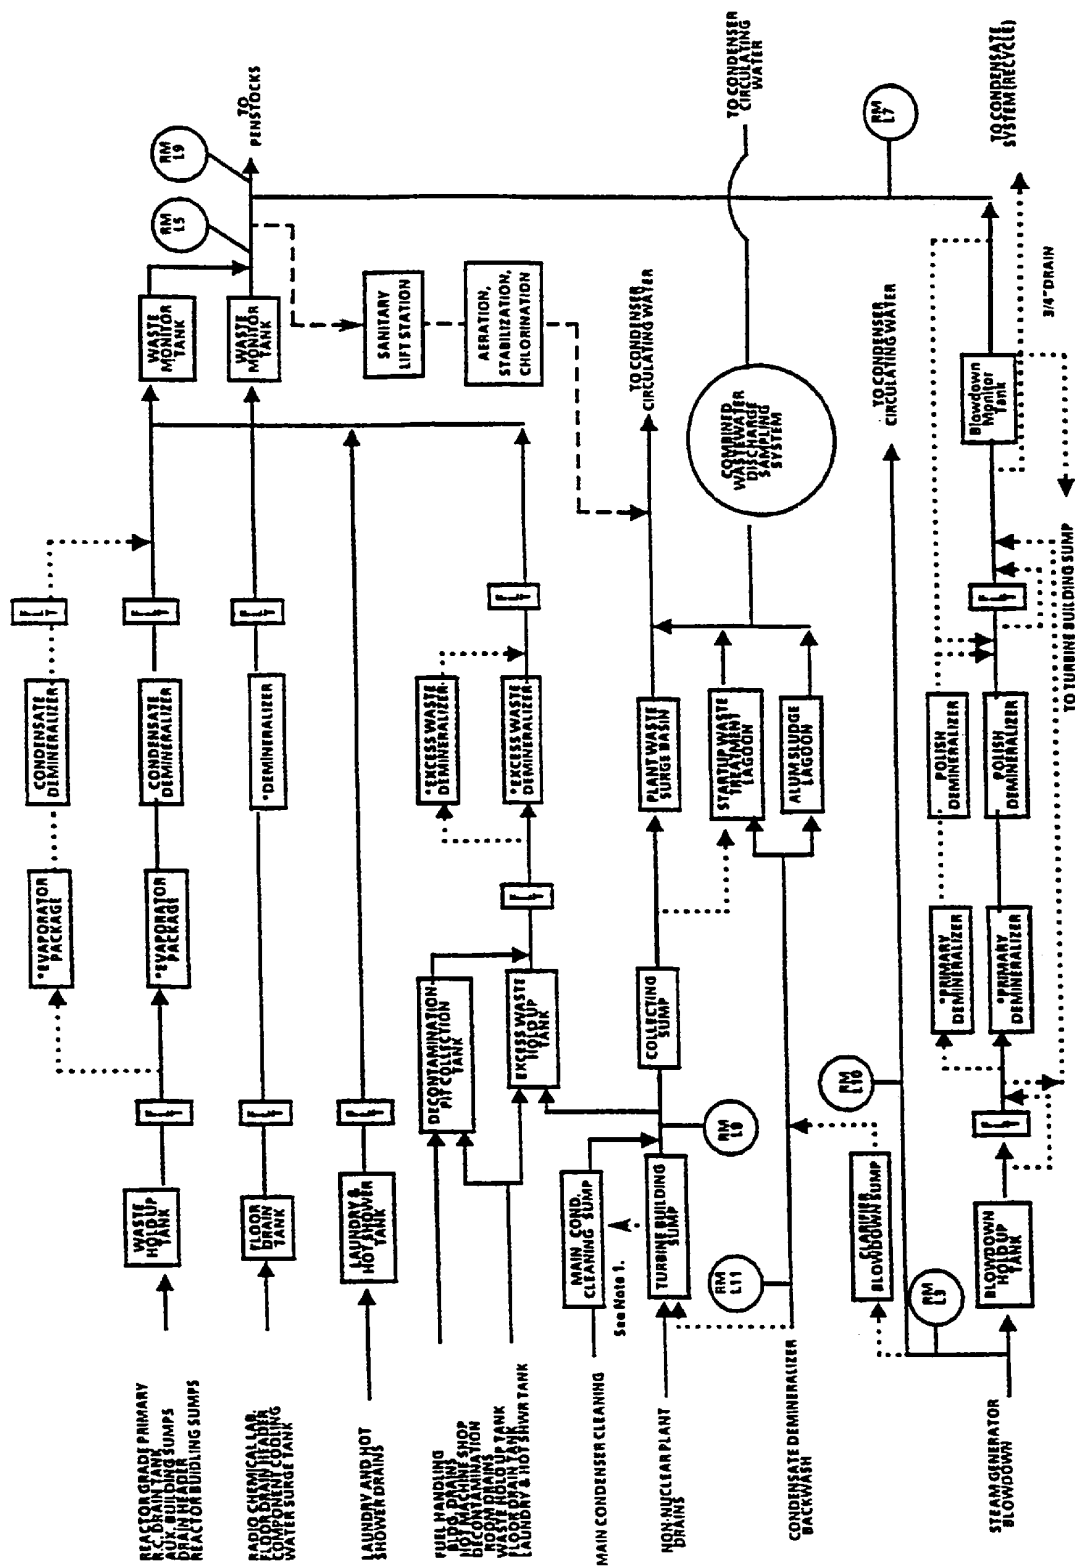 REACTOR GRADE PRIMARY
R.C. DRAIN TANK
AUX. BUILDING SUMPS
DRAIN HEADER
REACTOR BUIDLING SUMPS
WASTE
HOLD UP
TANK
*EVAPORATOR
PACKAGE
CONDENSATE
DEMINERALIZER
*EVAPORATOR
PACKAGE
CONDENSATE
DEMINERALIZER
WASTE
MONITOR
TANK
RM
L5
RM
L9
TO
PENSTOCKS
RADIO CHEMICAL LAB.
FLOOR DRAIN HEADER
COMPONENT COOLING
WATER SURGE TANK
FLOOR
DRAIN
TANK
*DEMINERALIZER
WASTE
MONITOR
TANK
LAUNDRY AND HOT
SHOWER DRAINS
LAUNDRY &
HOT SHOWER
TANK
SANITARY
LIFT STATION
AERATION,
STABILIZATION,
CHLORINATION
FUEL HANDLING
BLDG. DRAINS
HOT MACHINE SHOP
DECONTAMINATION
ROOM DRAINS
WASTE HOLD UP TANK
FLOOR DRAIN TANK
LAUNDRY & HOT SHWR TANK
DECONTAMINATION
PIT COLLECTION
TANK
EXCESS WASTE
HOLD UP
TANK
*EXCESS WASTE
DEMINERALIZER
*EXCESS WASTE
DEMINERALIZER
MAIN CONDENSER CLEANING
MAIN COND.
CLEANING SUMP
See Note 1.
NON-NUCLEAR PLANT
DRAINS
TURBINE BUILDING
SUMP
COLLECTING
SUMP
PLANT WASTE
SURGE BASIN
TO CONDENSER
CIRCULATING WATER
STARTUP WASTE
TREATMENT
LAGOON
ALUM SLUDGE
LAGOON
COMBINED
WASTEWATER
DISCHARGE
SAMPLING
SYSTEM
TO CONDENSER
CIRCULATING
WATER
RM
L11
CONDENSATE DEMINERALIZER
BACKWASH
CLARIFIER
BLOWDOWN SUMP
RM
L10
TO CONDENSER
CIRCULATING WATER
RM
L7
RM
L3
STEAM GENERATOR
BLOWDOWN
BLOWDOWN
HOLD UP
TANK
*PRIMARY
DEMINERALIZER
*PRIMARY
DEMINERALIZER
POLISH
DEMINERALIZER
POLISH
DEMINERALIZER
Blowdown
Monitor
Tank
TO CONDENSATE
SYSTEM (RECYCLE)
3/4" DRAIN
TO TURBINE BUILDING SUMP